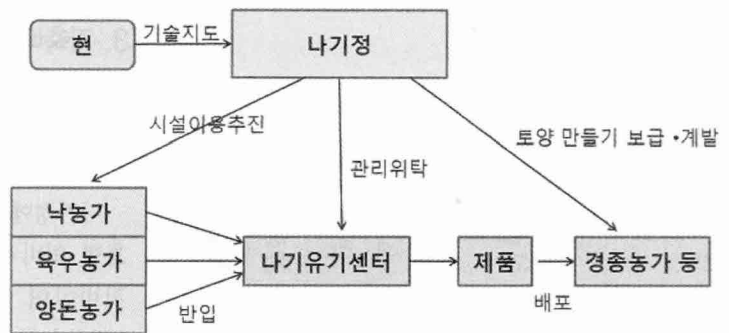 현
기술지도
나기정
시설이용추진
관리위탁
토양 만들기 보급·계발
낙농가
육우농가
양돈농가
반입
나기유기센터
제품
배포
경종농가 등